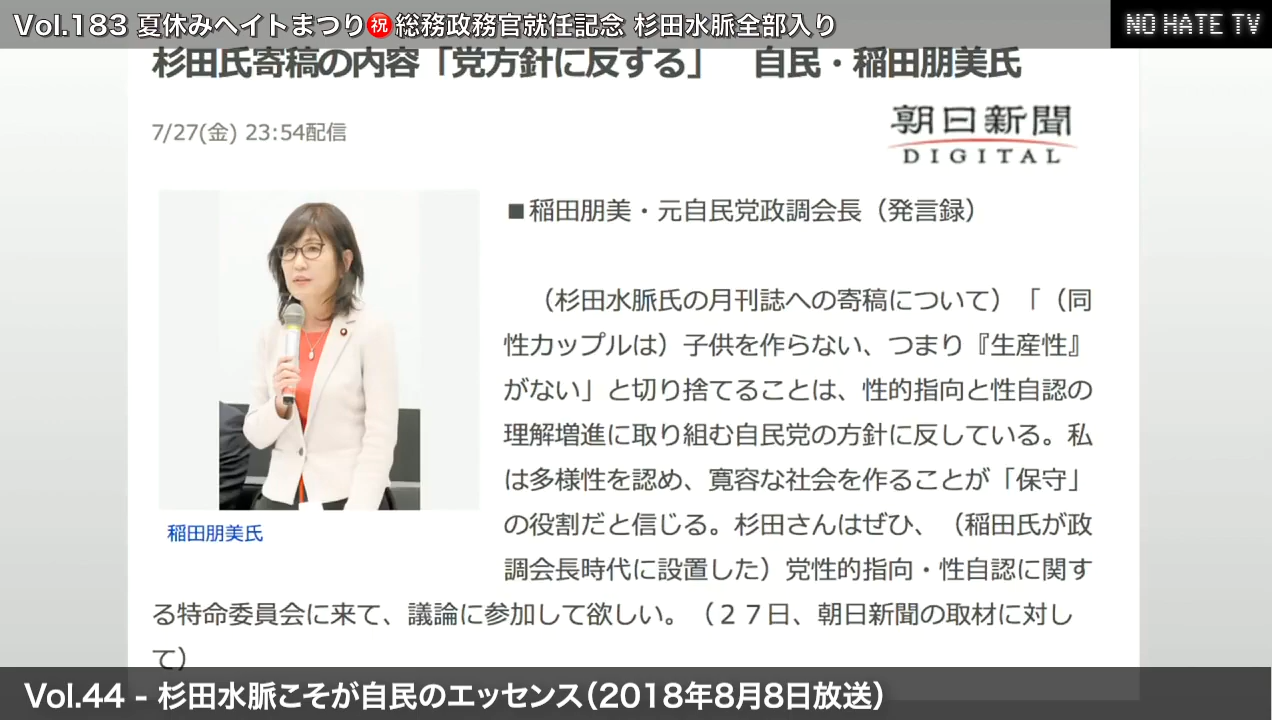 Vol.183 夏休みヘイトまつり㊗総務政務官就任記念 杉田水脈全部入り
NO HATE TV
杉田氏寄稿の内容「党方針に反する」 自民・稲田朋美氏
7/27(金) 23:54配信
朝日新聞
DIGITAL
■稲田朋美・元自民党政調会長（発言録）
（杉田水脈氏の月刊誌への寄稿について）「（同
性カップルは）子供を作らない、つまり『生産性』
がない」と切り捨てることは、性的指向と性自認の
理解増進に取り組む自民党の方針に反している。私
は多様性を認め、寛容な社会を作ることが「保守」
の役割だと信じる。杉田さんはぜひ、（稲田氏が政
調会長時代に設置した）党性的指向・性自認に関す
る特命委員会に来て、議論に参加して欲しい。（２７日、朝日新聞の取材に対し
て）
稲田朋美氏
Vol.44 - 杉田水脈こそが自民のエッセンス（2018年8月8日放送）